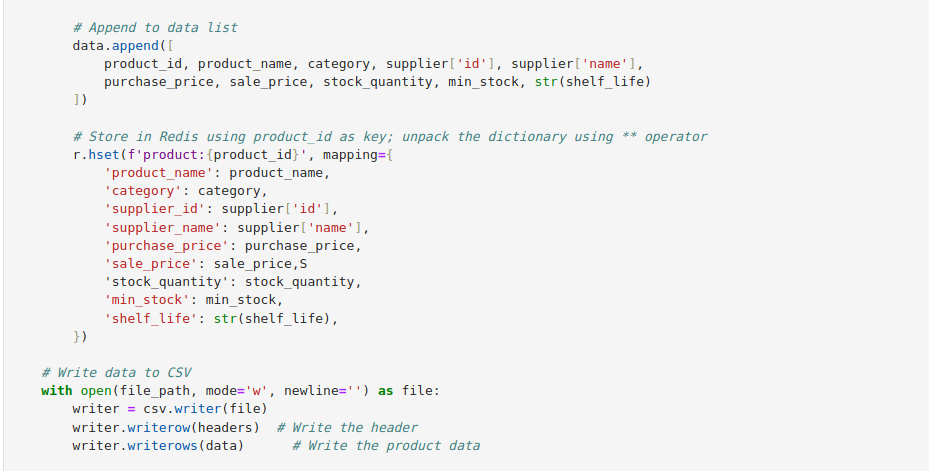 # Append to data list
data.append([
product_id, product_name, category, supplier['id'], supplier['name'],
purchase_price, sale_price, stock_quantity, min_stock, str(shelf_life)
])
# Store in Redis using product_id as key; unpack the dictionary using ** operator
r.hset(f'product:{product_id}', mapping={
'product_name': product_name,
'category': category,
'supplier_id': supplier['id'],
'supplier_name': supplier['name'],
'purchase_price': purchase_price,
'sale_price': sale_price,S
'stock_quantity': stock_quantity,
'min_stock': min_stock,
'shelf_life': str(shelf_life),
})
# Write data to CSV
with open(file_path, mode='w', newline='') as file:
writer = csv.writer(file)
writer.writerow(headers)  # Write the header
writer.writerows(data)      # Write the product data